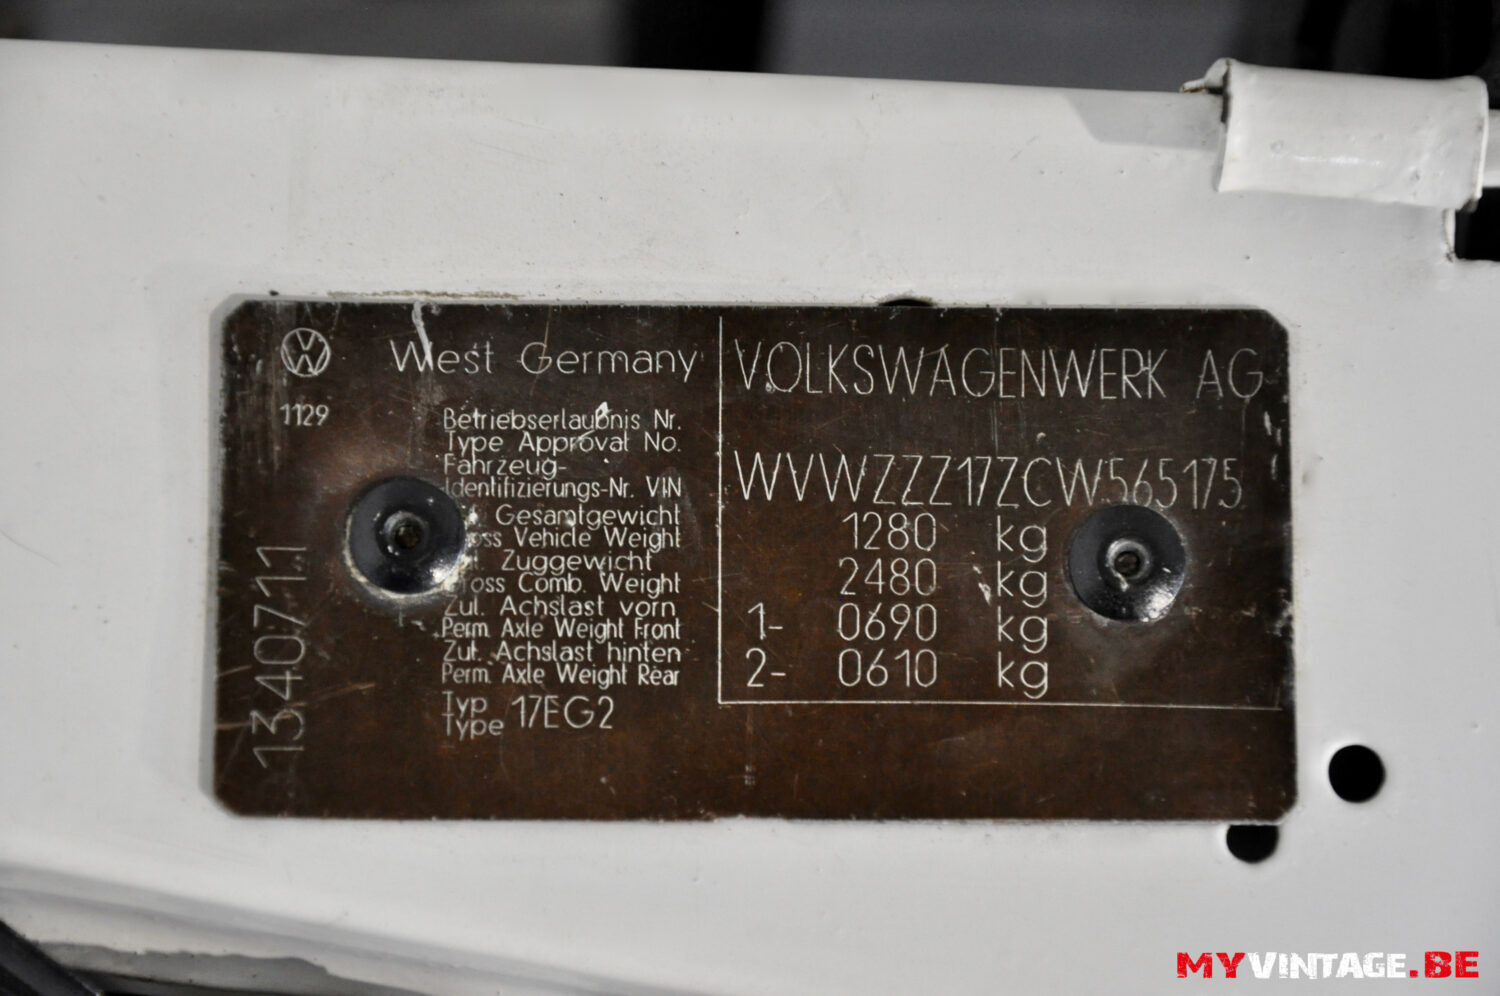 West Germany
1129
Betriebserlaubnis Nr.
Type Approval No.
Fahrzeug-
Identifizierungs-Nr. VIN
Gesamtgewicht
Vehicle Weight
Zuggewicht
Comb. Weight
Zul. Achslast vorn
Perm. Axle Weight Front
Zul. Achslast hinten
Perm. Axle Weight Rear
Typ
Type 17EG2
1340711
VOLKSWAGENWERK AG
WVWZZZ17ZCW565175
1280 kg
2480 kg
1- 0690 kg
2- 0610 kg
MYVINTAGE.BE